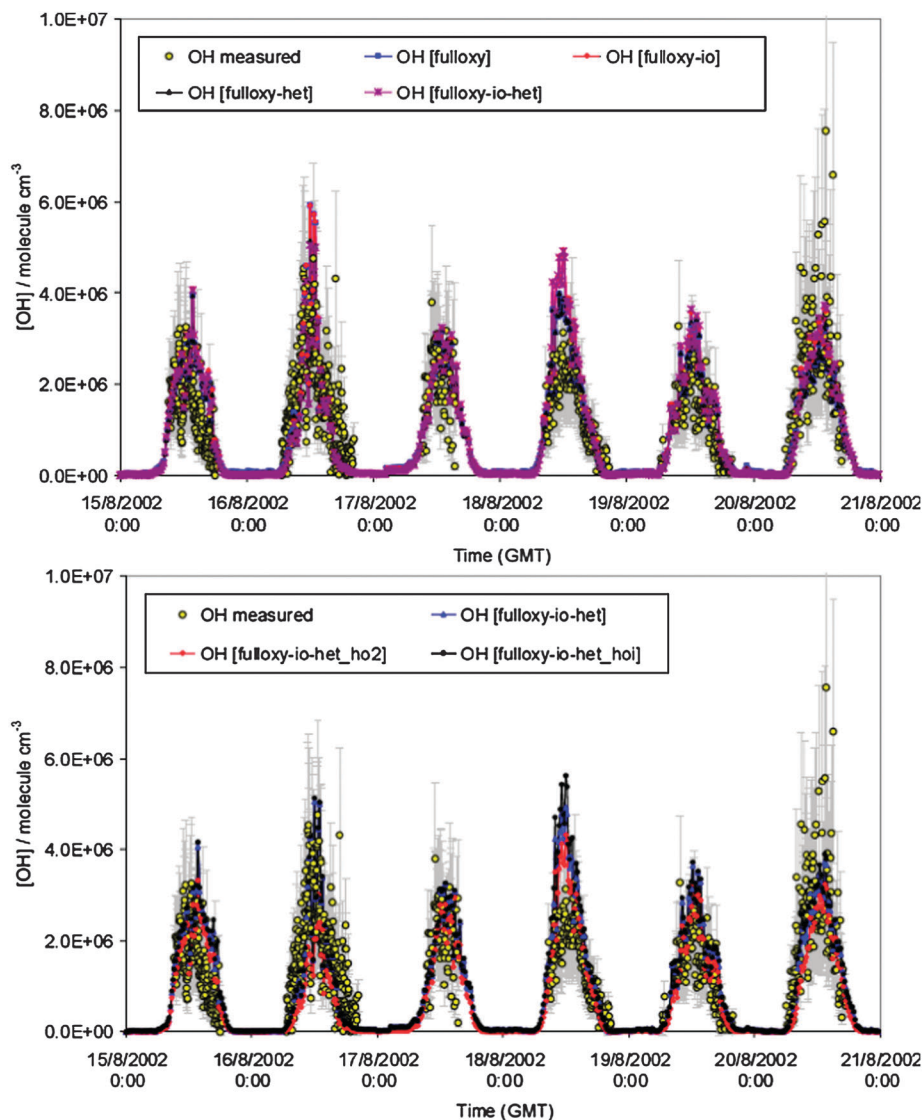 1.0E+07
OH measured OH [fulloxy] OH [fulloxy-io]
OH [fulloxy-het] OH [fulloxy-io-het]
8.0E+06
6.0E+06
4.0E+06
2.0E+06
0.0E+00
[OH] / molecule cm⁻³
15/8/2002 16/8/2002 17/8/2002 18/8/2002 19/8/2002 20/8/2002 21/8/2002
0:00 0:00 0:00 0:00 0:00 0:00 0:00
Time (GMT)
1.0E+07
OH measured OH [fulloxy-io-het]
OH [fulloxy-io-het_ho2] OH [fulloxy-io-het_hoi]
8.0E+06
6.0E+06
4.0E+06
2.0E+06
0.0E+00
[OH] / molecule cm⁻³
15/8/2002 16/8/2002 17/8/2002 18/8/2002 19/8/2002 20/8/2002 21/8/2002
0:00 0:00 0:00 0:00 0:00 0:00 0:00
Time (GMT)